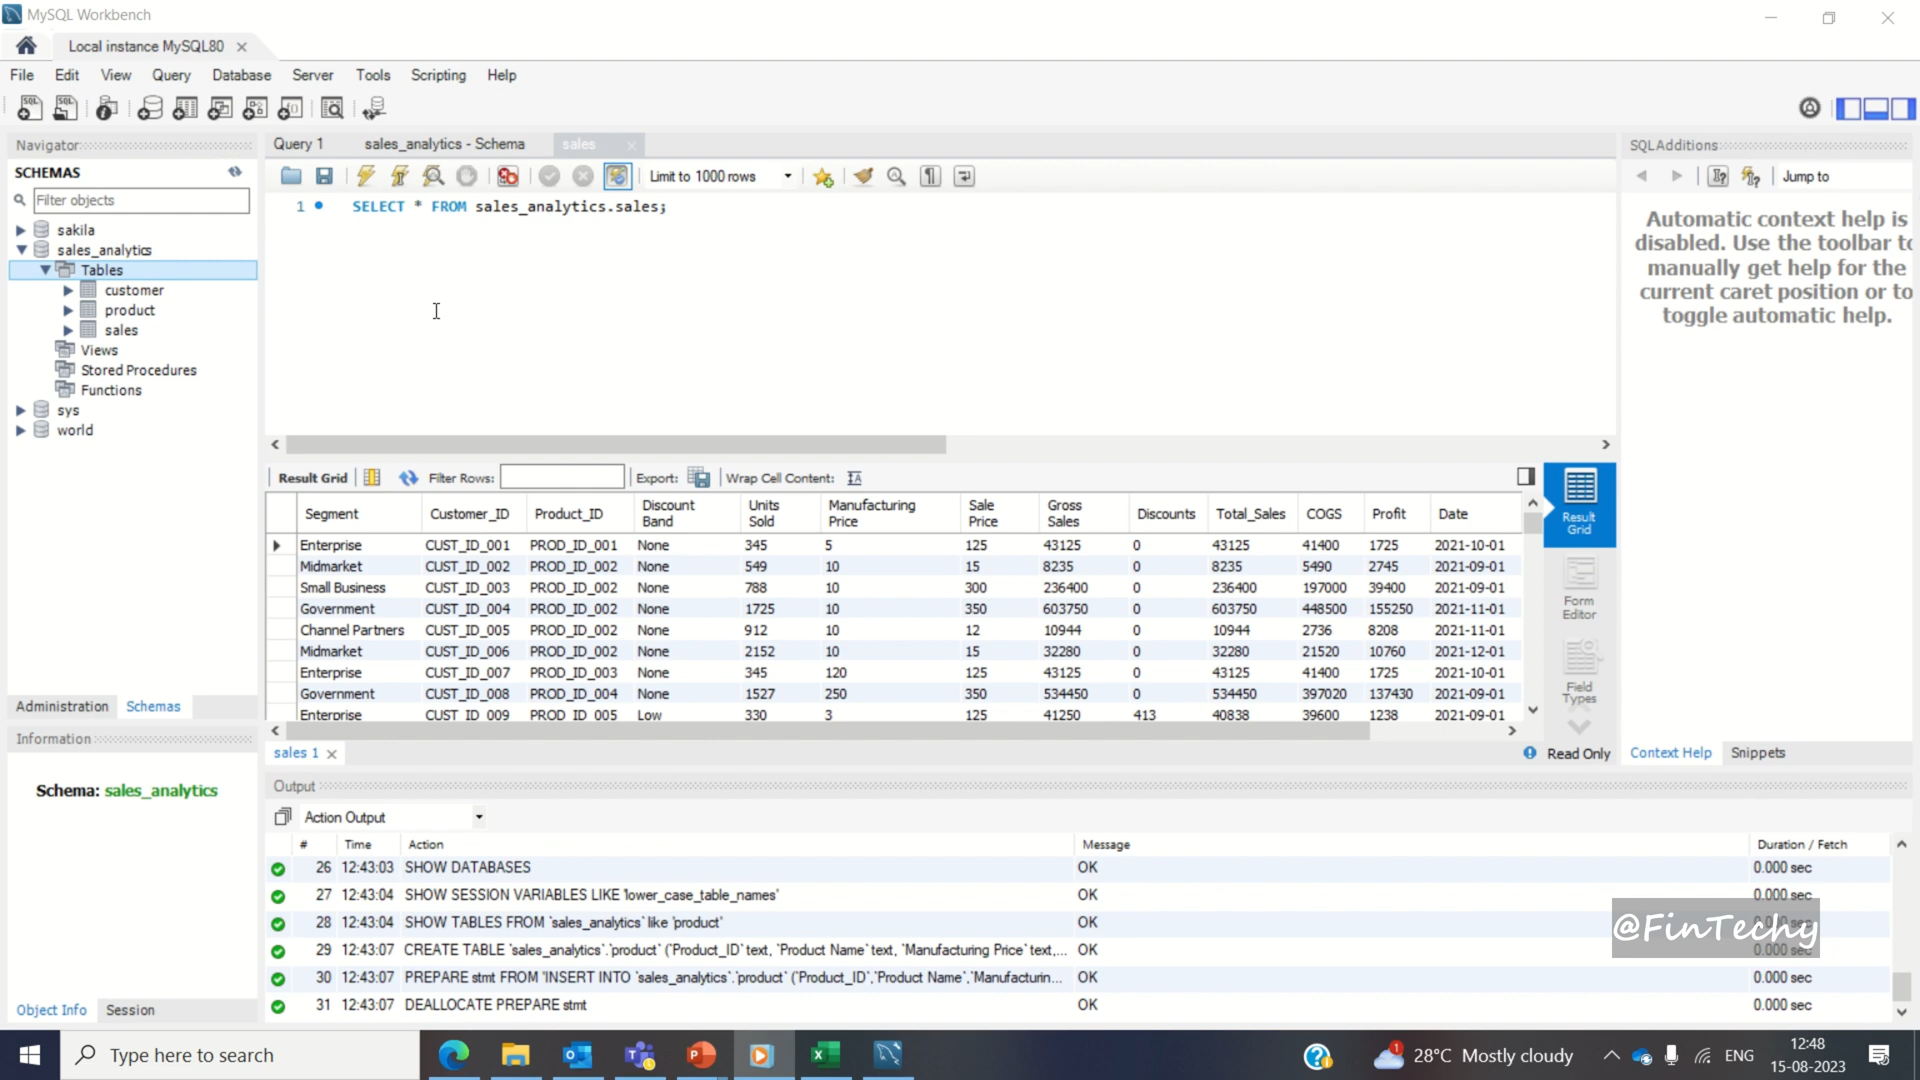 MySQL Workbench
Local instance MySQL80
File Edit View Query Database Server Tools Scripting Help
Navigator
SCHEMAS
Filter objects
sakila
sales_analytics
Tables
customer
product
sales
Views
Stored Procedures
Functions
sys
world
Administration Schemas
Information
Schema: sales_analytics
Object Info Session
Query 1 sales_analytics - Schema sales
Limit to 1000 rows
1 SELECT * FROM sales_analytics.sales;
Result Grid Filter Rows: Export: Wrap Cell Content:
Segment Customer_ID Product_ID Discount Band Units Sold Manufacturing Price Sale Price Gross Sales Discounts Total_Sales COGS Profit Date
Enterprise CUST_ID_001 PROD_ID_001 None 345 5 125 43125 0 43125 41400 1725 2021-10-01
Midmarket CUST_ID_002 PROD_ID_002 None 549 10 15 8235 0 8235 5490 2745 2021-09-01
Small Business CUST_ID_003 PROD_ID_002 None 788 10 300 236400 0 236400 197000 39400 2021-09-01
Government CUST_ID_004 PROD_ID_002 None 1725 10 350 603750 0 603750 448500 155250 2021-11-01
Channel Partners CUST_ID_005 PROD_ID_002 None 912 10 12 10944 0 10944 2736 8208 2021-11-01
Midmarket CUST_ID_006 PROD_ID_002 None 2152 10 15 32280 0 32280 21520 10760 2021-12-01
Enterprise CUST_ID_007 PROD_ID_003 None 345 120 125 43125 0 43125 41400 1725 2021-10-01
Government CUST_ID_008 PROD_ID_004 None 1527 250 350 534450 0 534450 397020 137430 2021-09-01
Enterprise CUST_ID_009 PROD_ID_005 Low 330 3 125 41250 413 40838 39600 1238 2021-09-01
Result Grid
Form Editor
Field Types
sales 1
Read Only
SQLAdditions
Jump to
Automatic context help is
disabled. Use the toolbar to
manually get help for the
current caret position or to
toggle automatic help.
Context Help Snippets
Output
Action Output
# Time Action Message Duration / Fetch
26 12:43:03 SHOW DATABASES OK 0.000 sec
27 12:43:04 SHOW SESSION VARIABLES LIKE 'lower_case_table_names' OK 0.000 sec
28 12:43:04 SHOW TABLES FROM `sales_analytics` like 'product' OK
29 12:43:07 CREATE TABLE `sales_analytics`.`product` (`Product_ID` text, `Product Name` text, `Manufacturing Price` text,... OK 0.000 sec
30 12:43:07 PREPARE stmt FROM 'INSERT INTO `sales_analytics`.`product` (`Product_ID`,`Product Name`,`Manufacturin... OK 0.000 sec
31 12:43:07 DEALLOCATE PREPARE stmt OK 0.000 sec
@FinTechy
Type here to search
1
28°C Mostly cloudy
ENG
12:48
15-08-2023